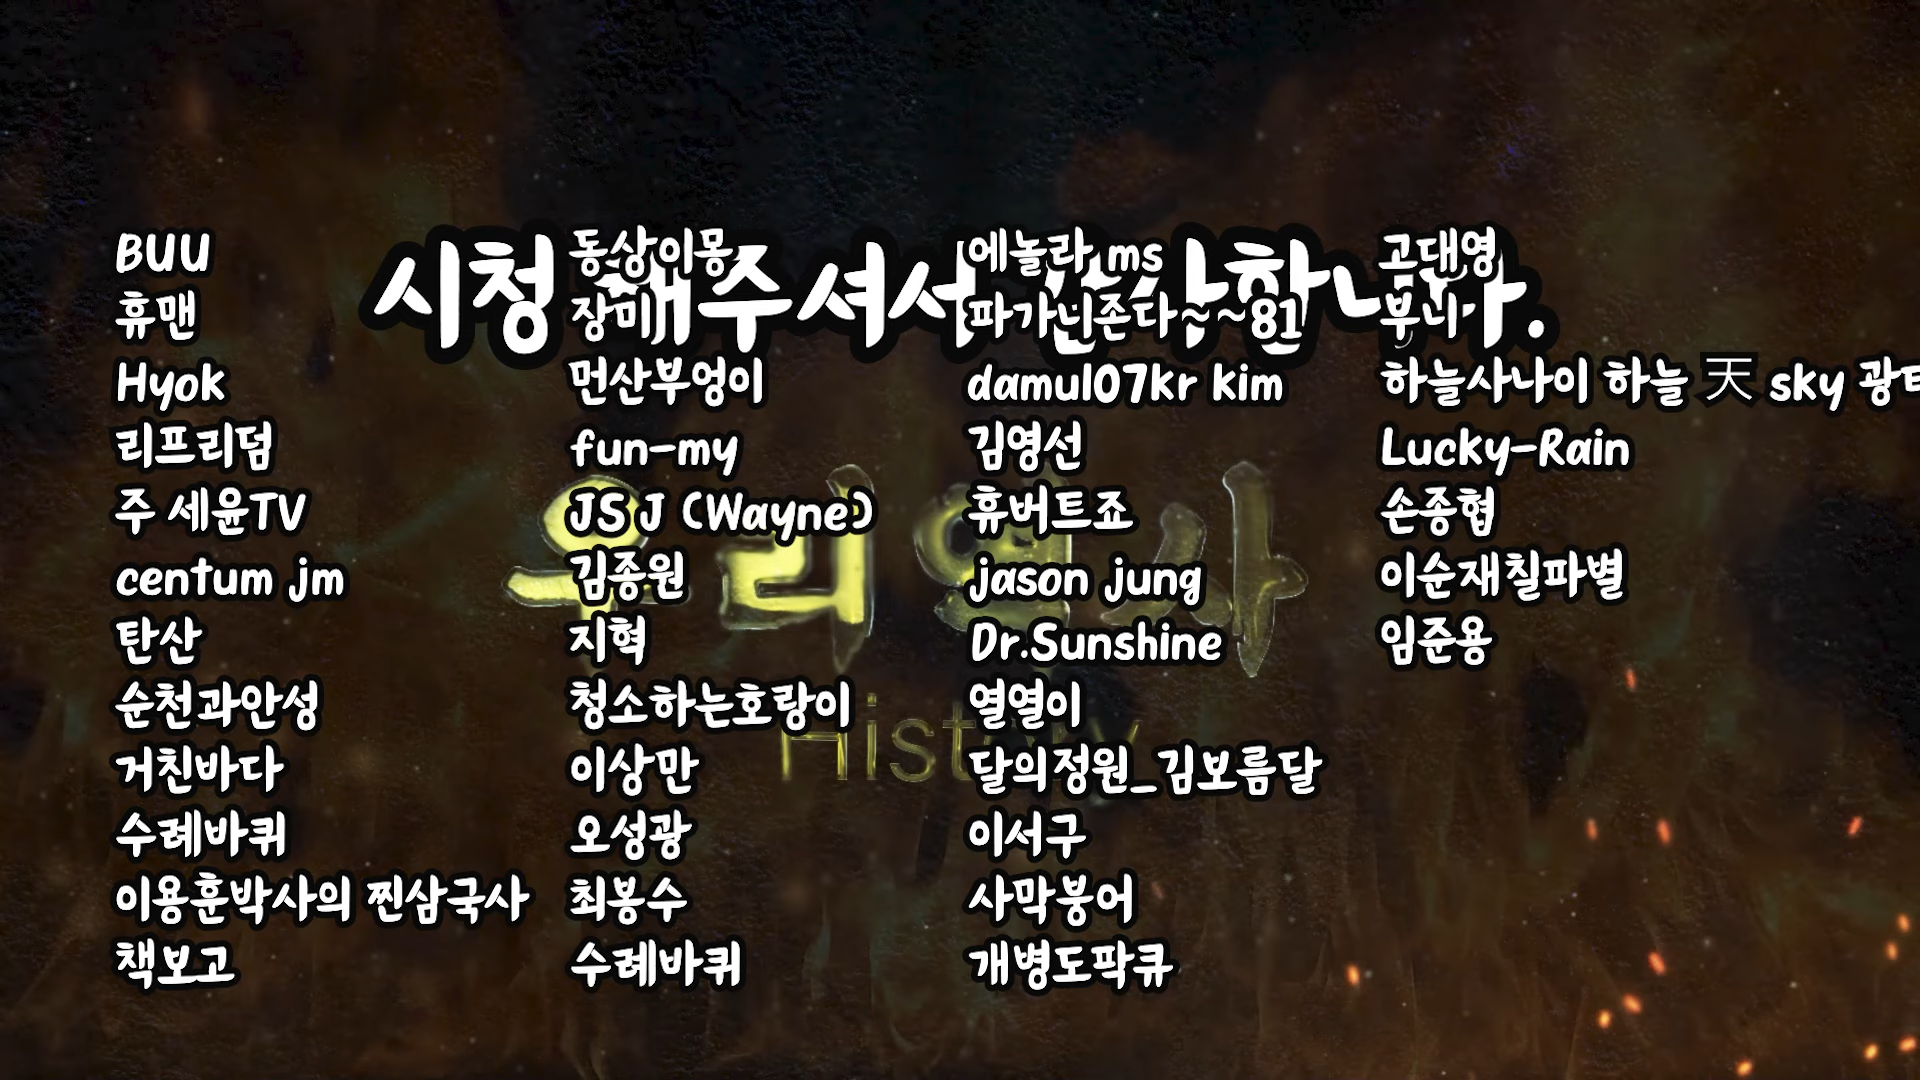 시청 주셔서
BUU
휴맨
Hyok
리프리덤
주 세윤TV
centum jm
탄산
순천과안성
거친바다
수레바퀴
이용훈박사의 찐삼국사
책보고
동상이몽
장미
먼산부엉이
fun-my
JS J (Wayne)
김종원
지혁
청소하는호랑이
이상만
오성광
최봉수
수레바퀴
에놀라 ms
파가닌존다~~81
damul07kr kim
김영선
휴버트죠
jason jung
Dr.Sunshine
열열이
달의정원_김보름달
이서구
사막붕어
개병도팍큐
고대영
부니
하늘사나이 하늘 天 sky
Lucky-Rain
손종협
이순재칠파별
임준용
우리역사
History